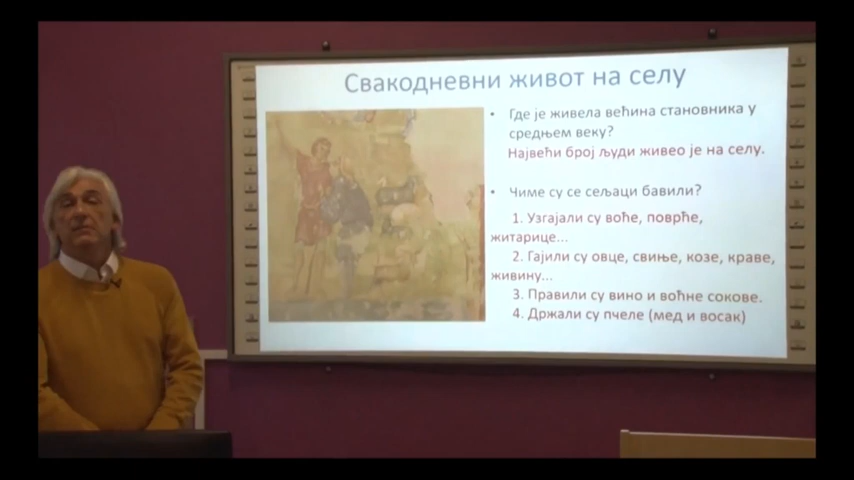 Свакодневни живот на селу
• Где је живела већина становника у
средњем веку?
Највећи број људи живео је на селу.
• Чиме су се сељаци бавили?
1. Узгајали су воће, поврће,
житарице...
2. Гајили су овце, свиње, козе, краве,
живину...
3. Правили су вино и воћне сокове.
4. Држали су пчеле (мед и восак)